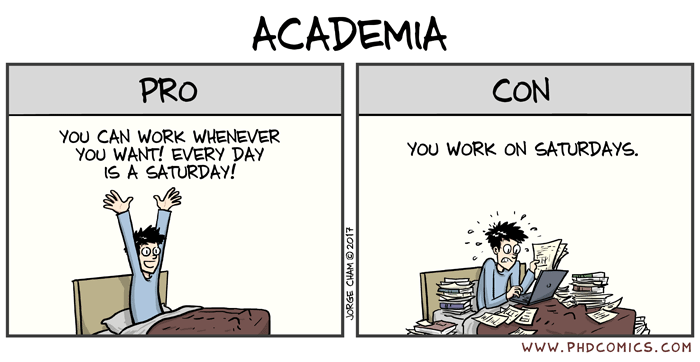 ACADEMIA
PRO
YOU CAN WORK WHENEVER
YOU WANT! EVERY DAY
IS A SATURDAY!
CON
YOU WORK ON SATURDAYS.
JORGE CHAM © 2017
WWW.PHDCOMICS.COM